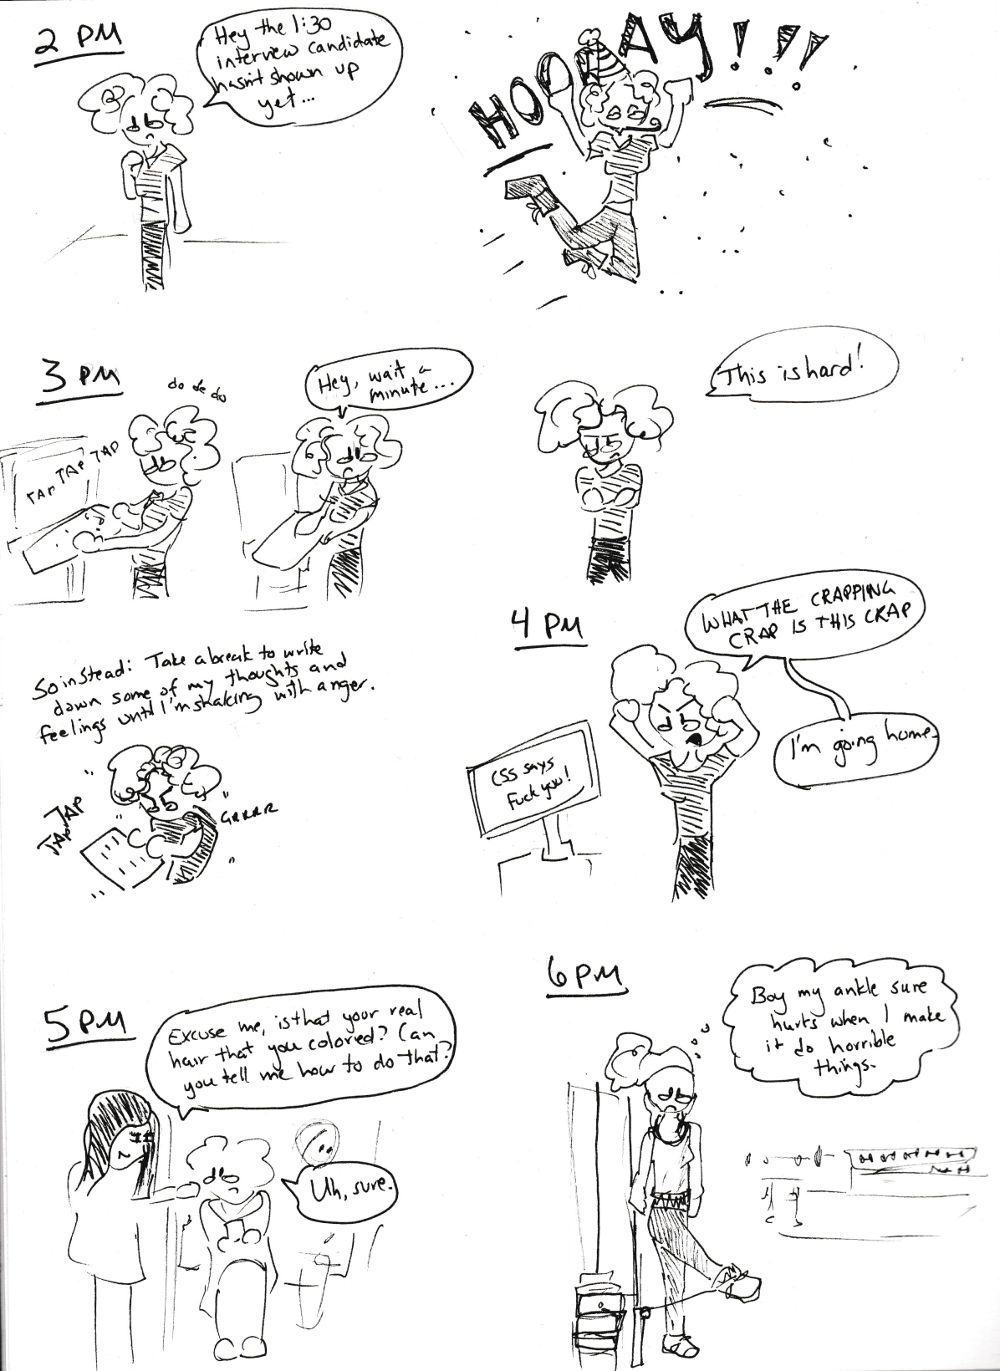 2 PM
Hey the 1:30
interview candidate
hasn't shown up
yet...
HOORAY!!!
3 PM
do de do
TAP TAP TAP
Hey, wait a
minute...
This is hard!
So instead: Take a break to write
down some of my thoughts and
feelings until I'm shaking with anger.
TAP TAP
GRRRR
4 PM
WHAT THE CRAPPING
CRAP IS THIS CRAP
I'm going home.
CSS says
Fuck you!
5 PM
Excuse me, is that your real
hair that you colored? Can
you tell me how to do that?
Uh, sure.
6 PM
Boy my ankle sure
hurts when I make
it do horrible
things.